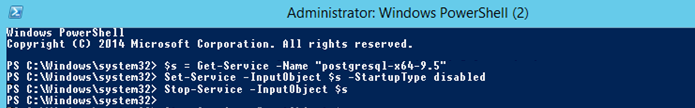 Administrator: Windows PowerShell (2)
Windows PowerShell
Copyright (C) 2014 Microsoft Corporation. All rights reserved.
PS C:\Windows\system32> $s = Get-Service -Name "postgresql-x64-9.5"
PS C:\Windows\system32> Set-Service -InputObject $s -StartupType disabled
PS C:\Windows\system32> Stop-Service -InputObject $s
PS C:\Windows\system32>